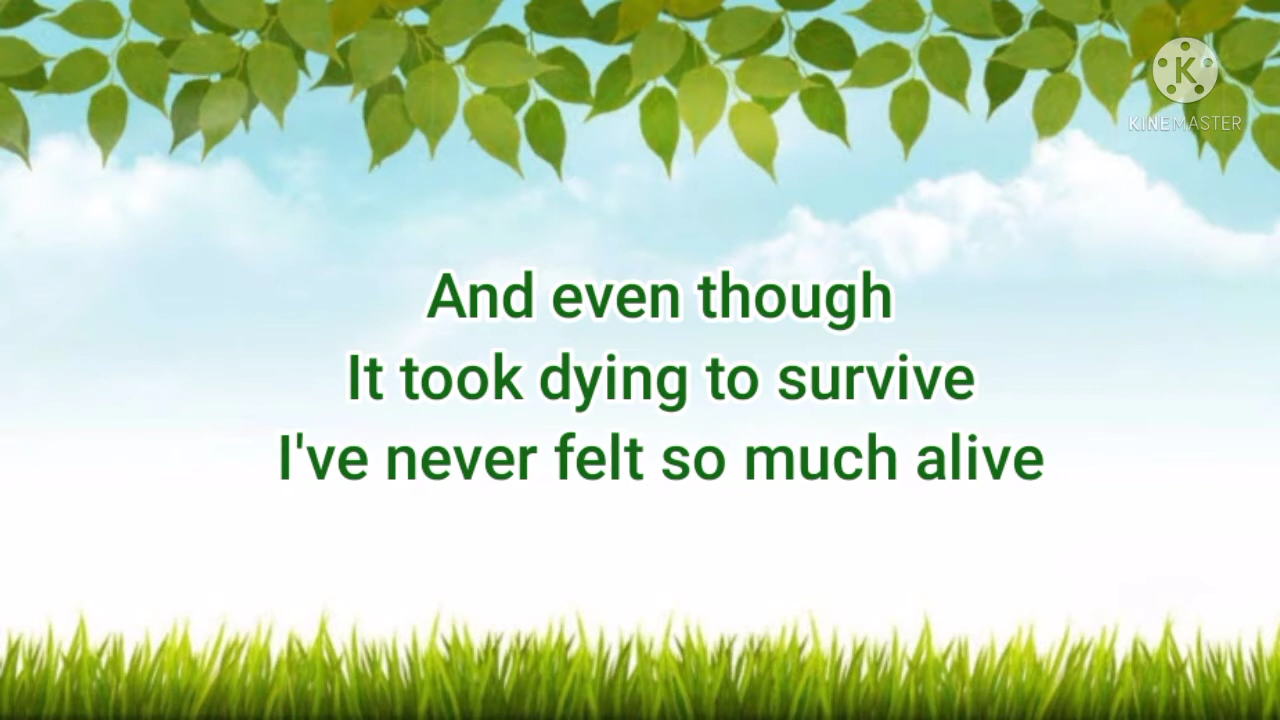 K
KINEMASTER
And even though
It took dying to survive
I've never felt so much alive